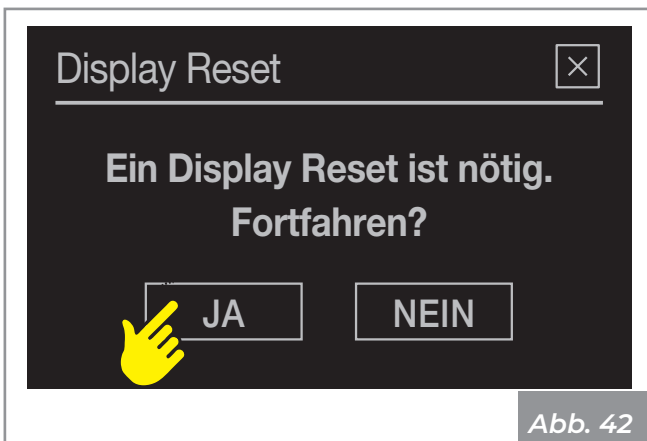 Display Reset
Ein Display Reset ist nötig.
Fortfahren?
JA NEIN
Abb. 42